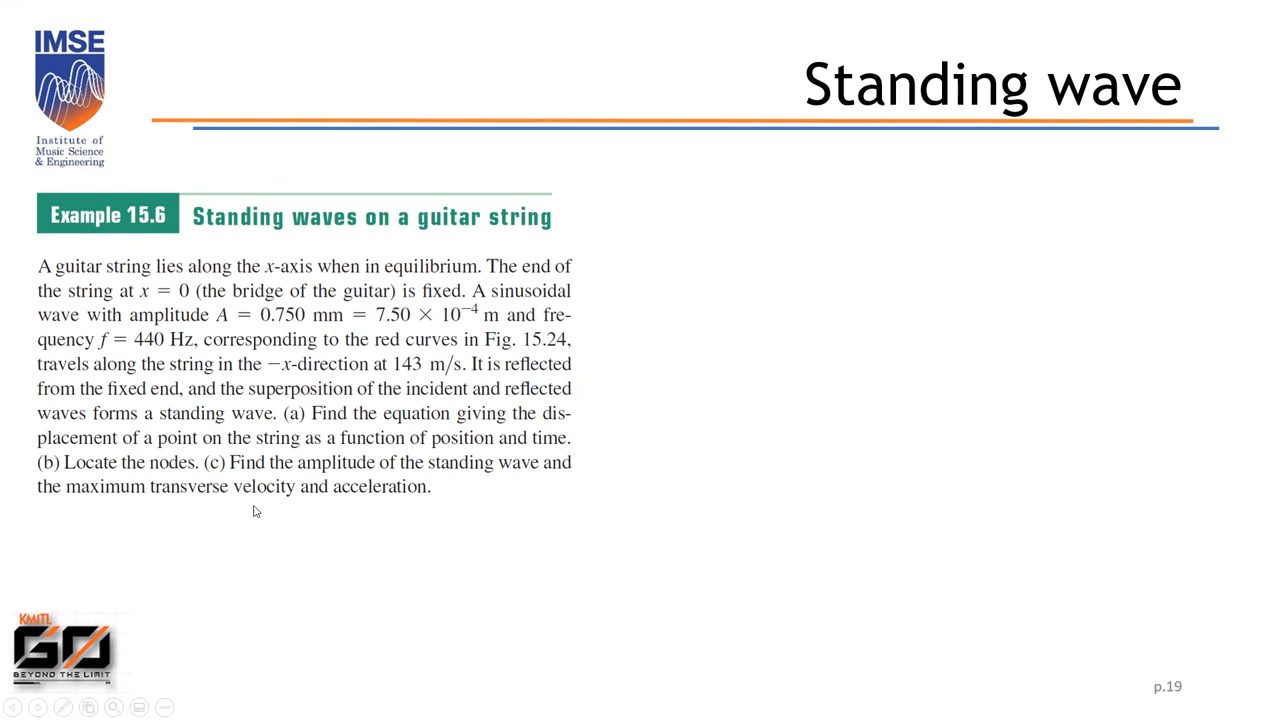 IMSE
Institute of
Music Science
& Engineering
Standing wave
Example 15.6 Standing waves on a guitar string
A guitar string lies along the x-axis when in equilibrium. The end of
the string at x = 0 (the bridge of the guitar) is fixed. A sinusoidal
wave with amplitude A = 0.750 mm = 7.50 × 10⁻⁴ m and fre-
quency f = 440 Hz, corresponding to the red curves in Fig. 15.24,
travels along the string in the −x-direction at 143 m/s. It is reflected
from the fixed end, and the superposition of the incident and reflected
waves forms a standing wave. (a) Find the equation giving the dis-
placement of a point on the string as a function of position and time.
(b) Locate the nodes. (c) Find the amplitude of the standing wave and
the maximum transverse velocity and acceleration.
KMITL
GO
BEYOND THE LIMIT
p.19